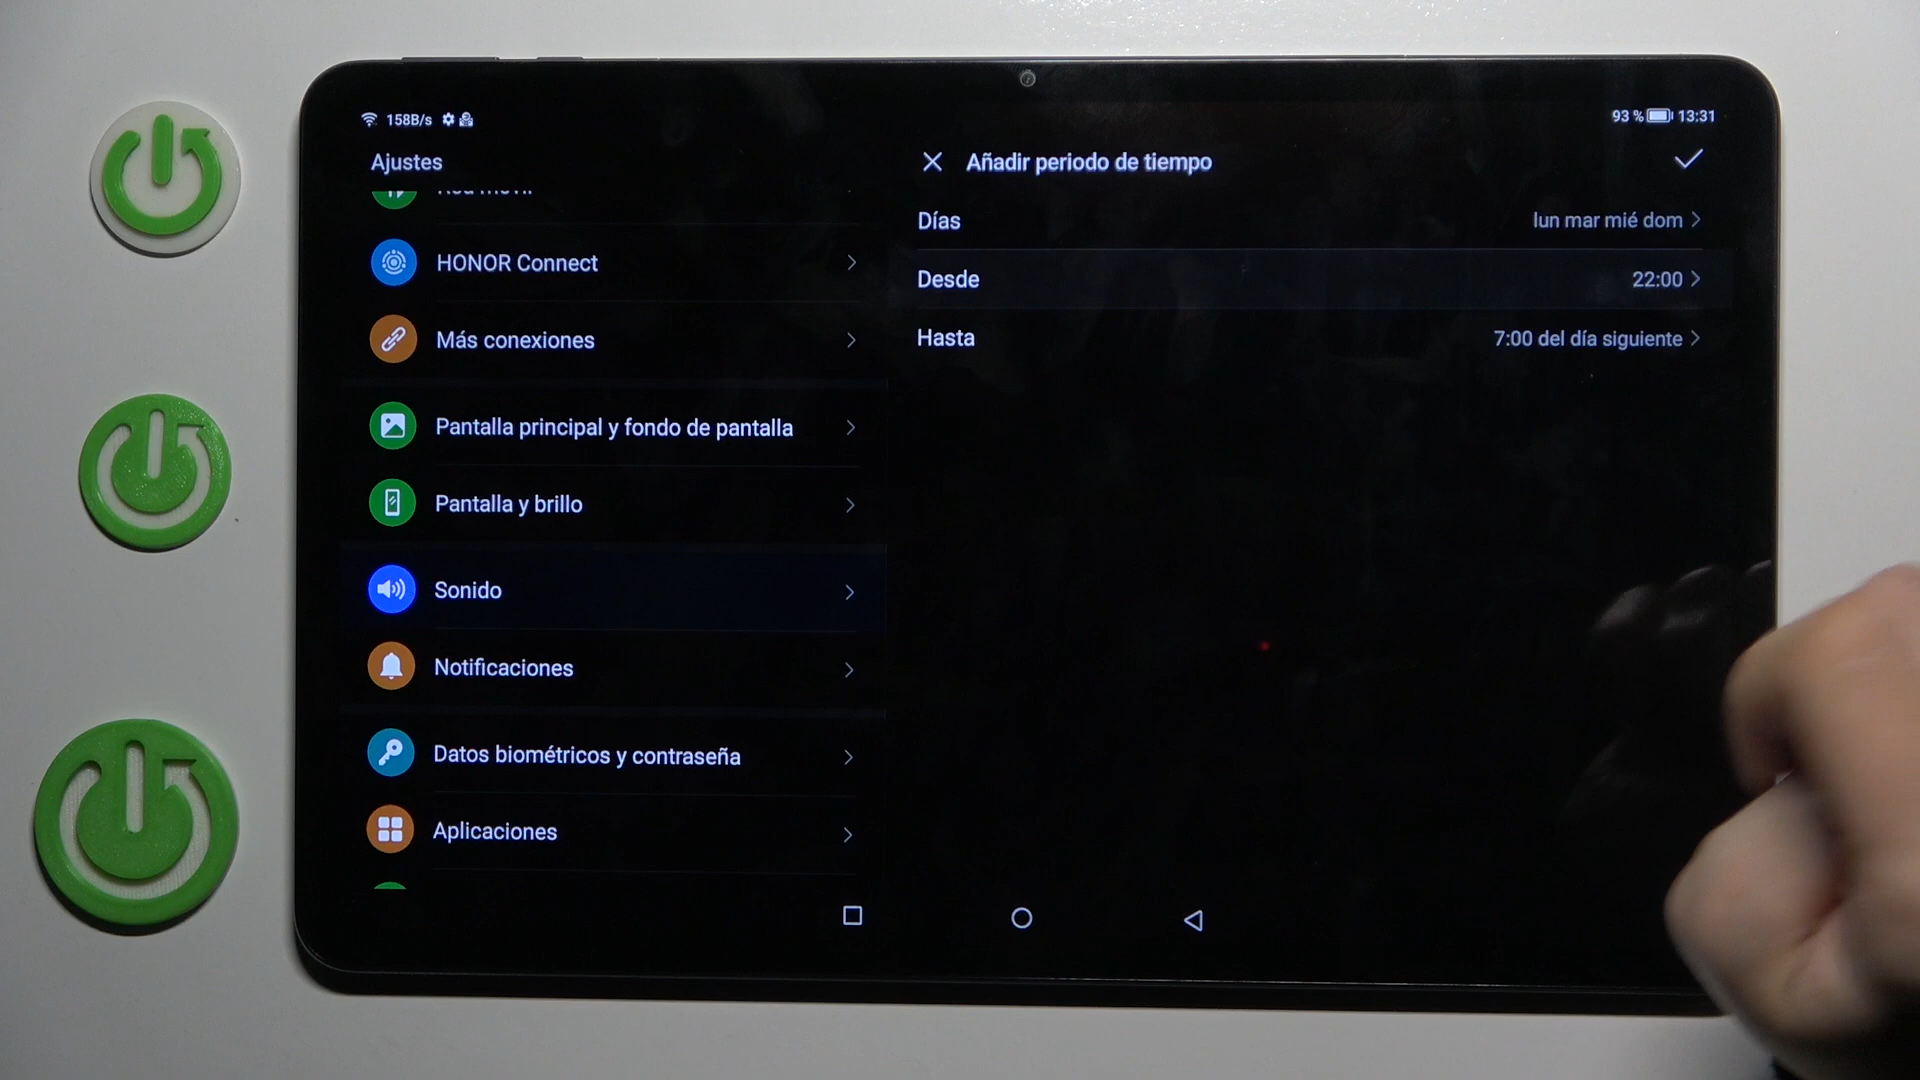 158B/s
93 % 13:31
Ajustes
HONOR Connect
Más conexiones
Pantalla principal y fondo de pantalla
Pantalla y brillo
Sonido
Notificaciones
Datos biométricos y contraseña
Aplicaciones
Añadir periodo de tiempo
Días lun mar mié dom
Desde 22:00
Hasta 7:00 del día siguiente